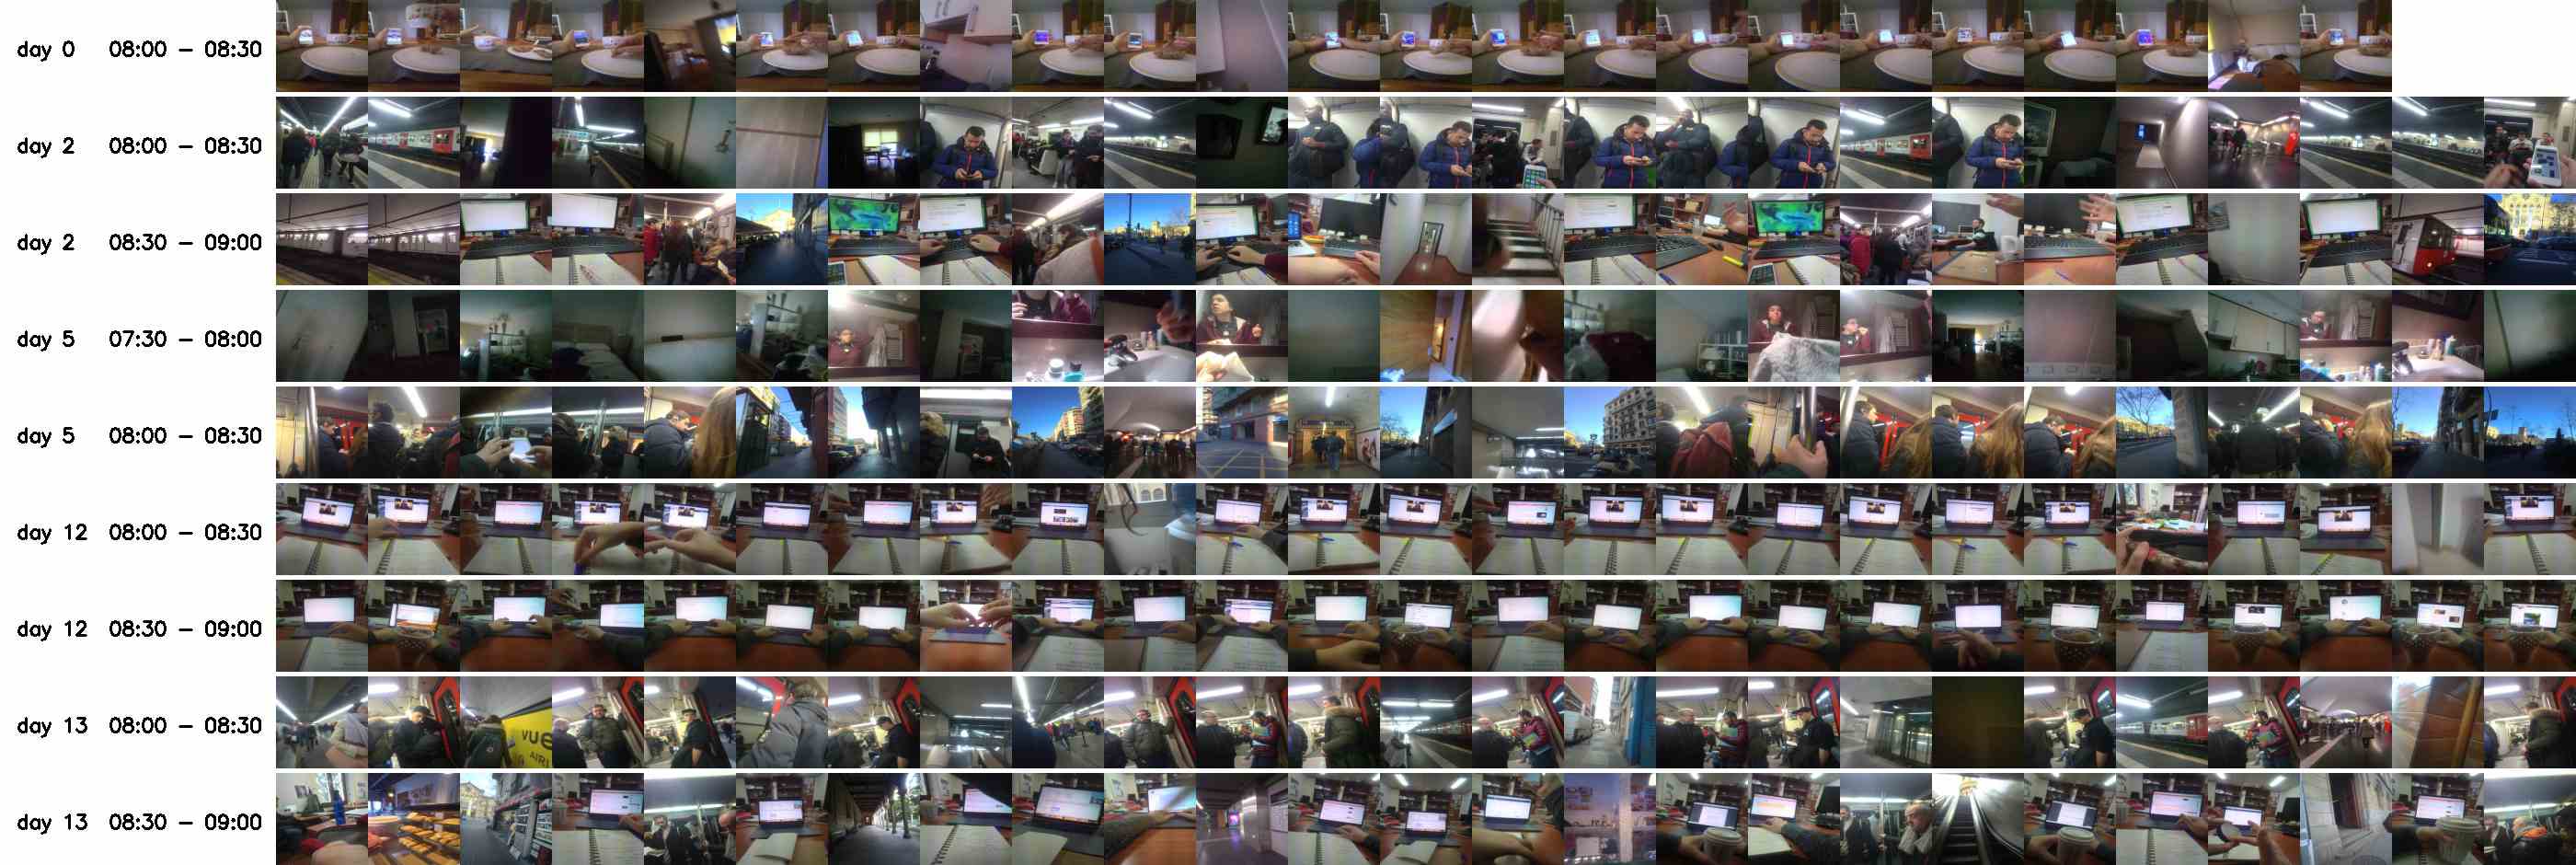 day 0 08:00 – 08:30
day 2 08:00 – 08:30
day 2 08:30 – 09:00
day 5 07:30 – 08:00
day 5 08:00 – 08:30
day 12 08:00 – 08:30
day 12 08:30 – 09:00
day 13 08:00 – 08:30
VUE
AIRL
day 13 08:30 – 09:00